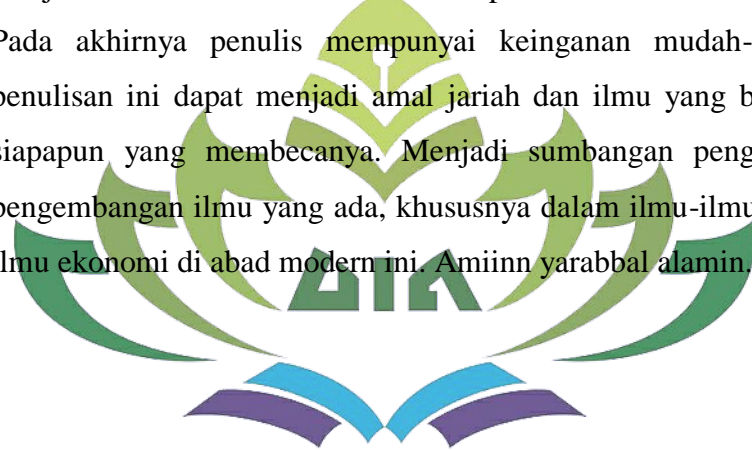 Pada akhirnya penulis mempunyai keinganan mudah-
penulisan ini dapat menjadi amal jariah dan ilmu yang b
siapapun yang membecanya. Menjadi sumbangan peng
pengembangan ilmu yang ada, khususnya dalam ilmu-ilmu
ilmu ekonomi di abad modern ini. Amiinn yarabbal alamin.